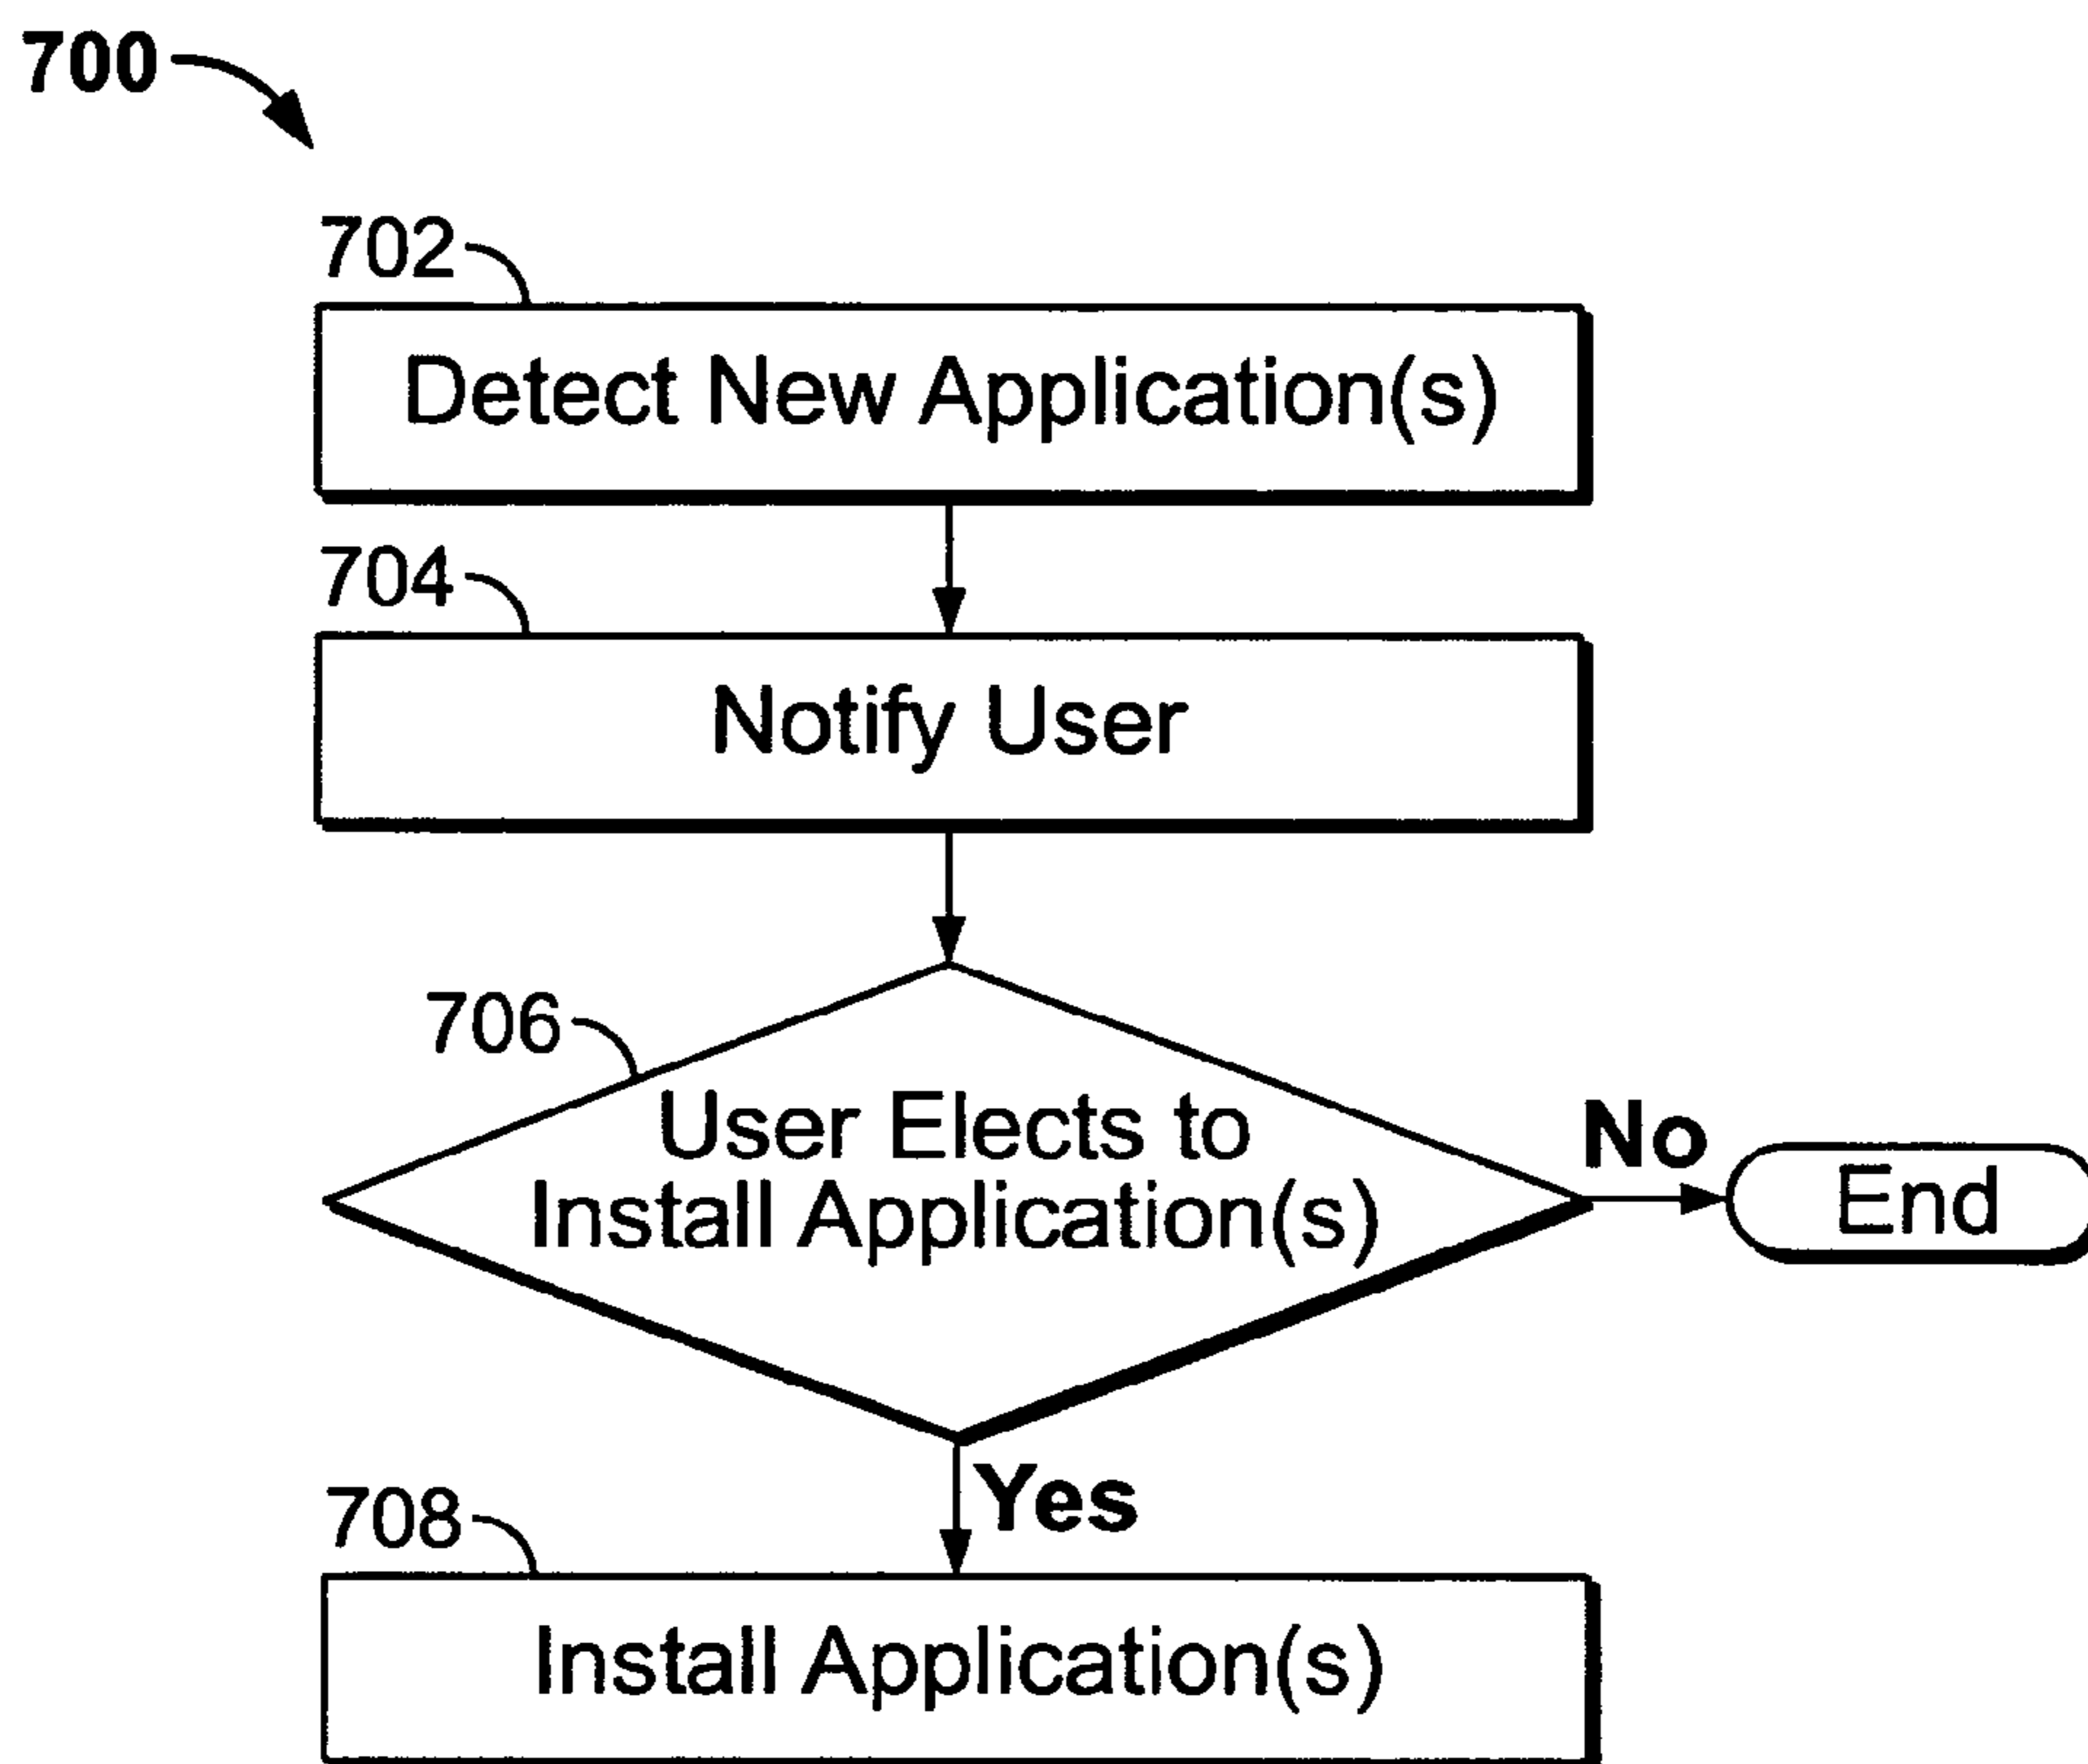 700
702
Detect New Application(s)
704
Notify User
706
User Elects to
Install Application(s)
No
End
Yes
708
Install Application(s)